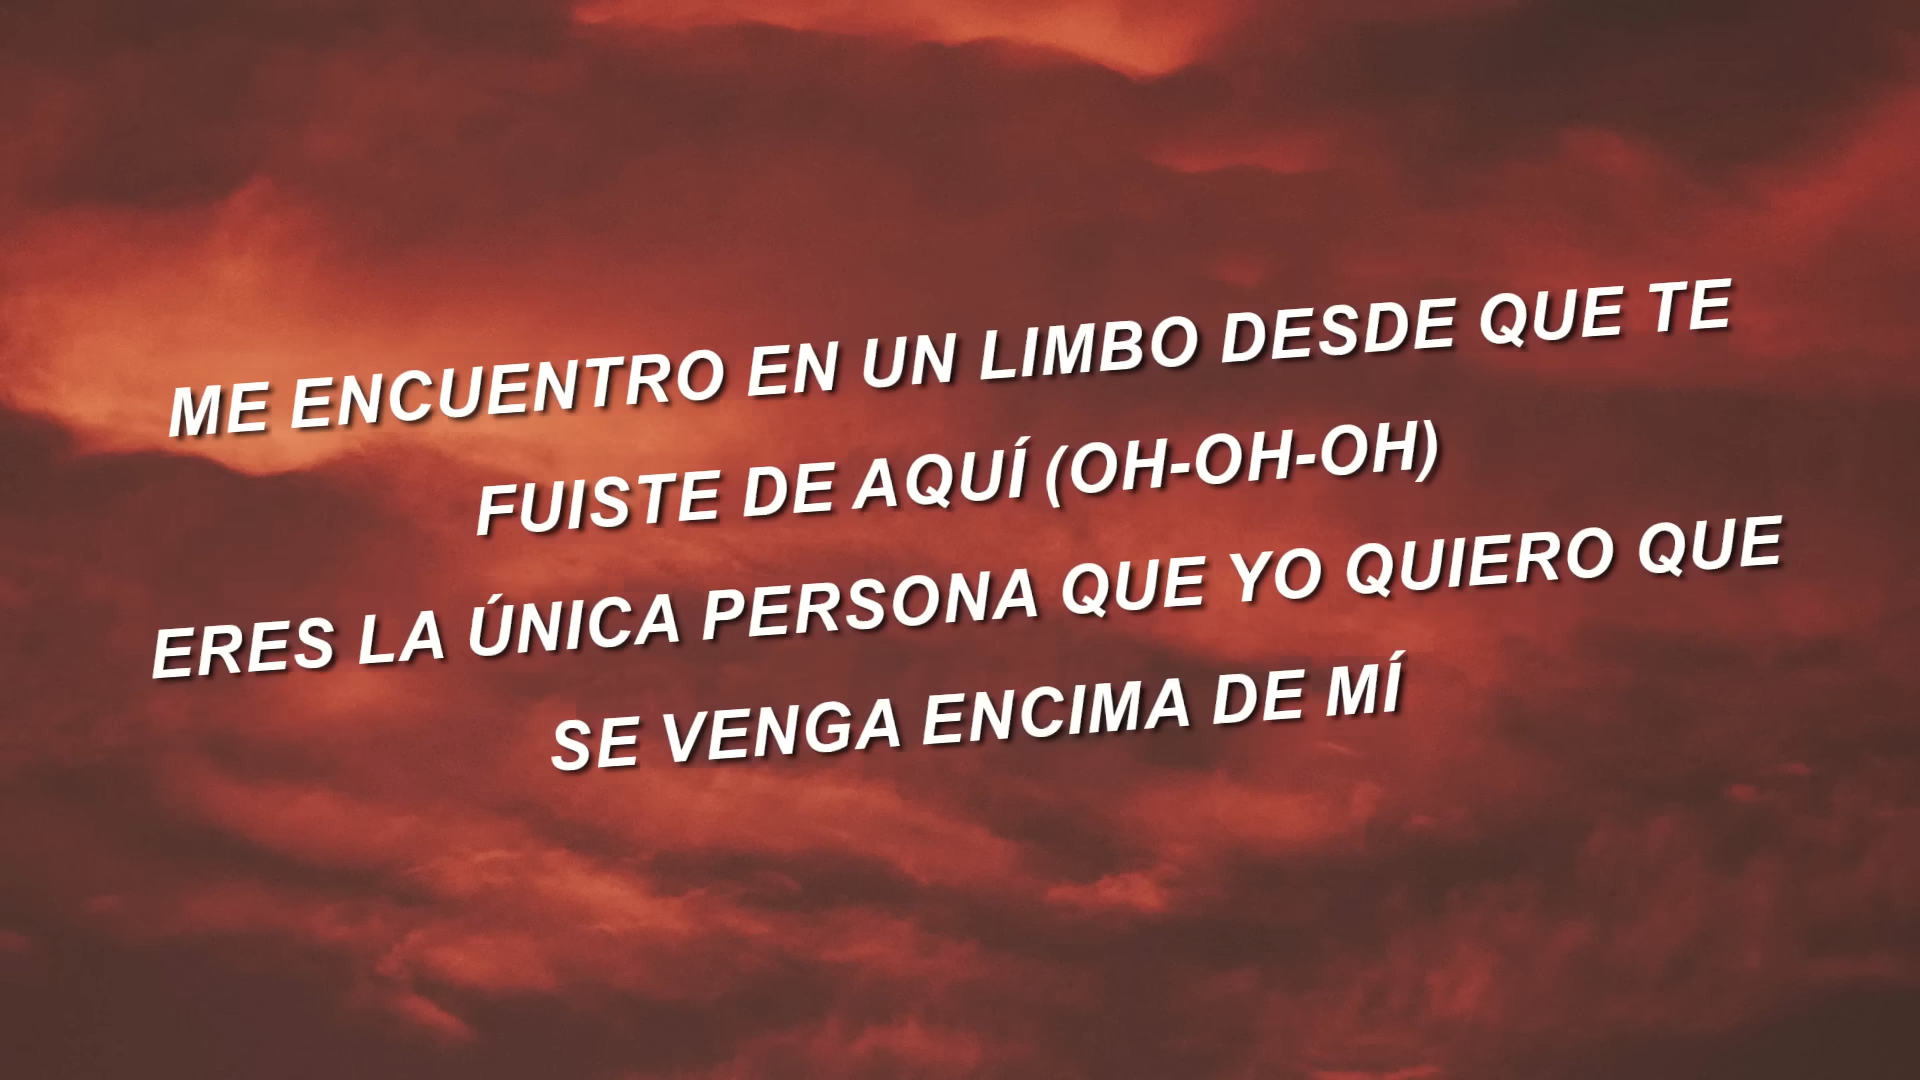 ME ENCUENTRO EN UN LIMBO DESDE QUE TE
FUISTE DE AQUÍ (OH-OH-OH)
ERES LA ÚNICA PERSONA QUE YO QUIERO QUE
SE VENGA ENCIMA DE MÍ